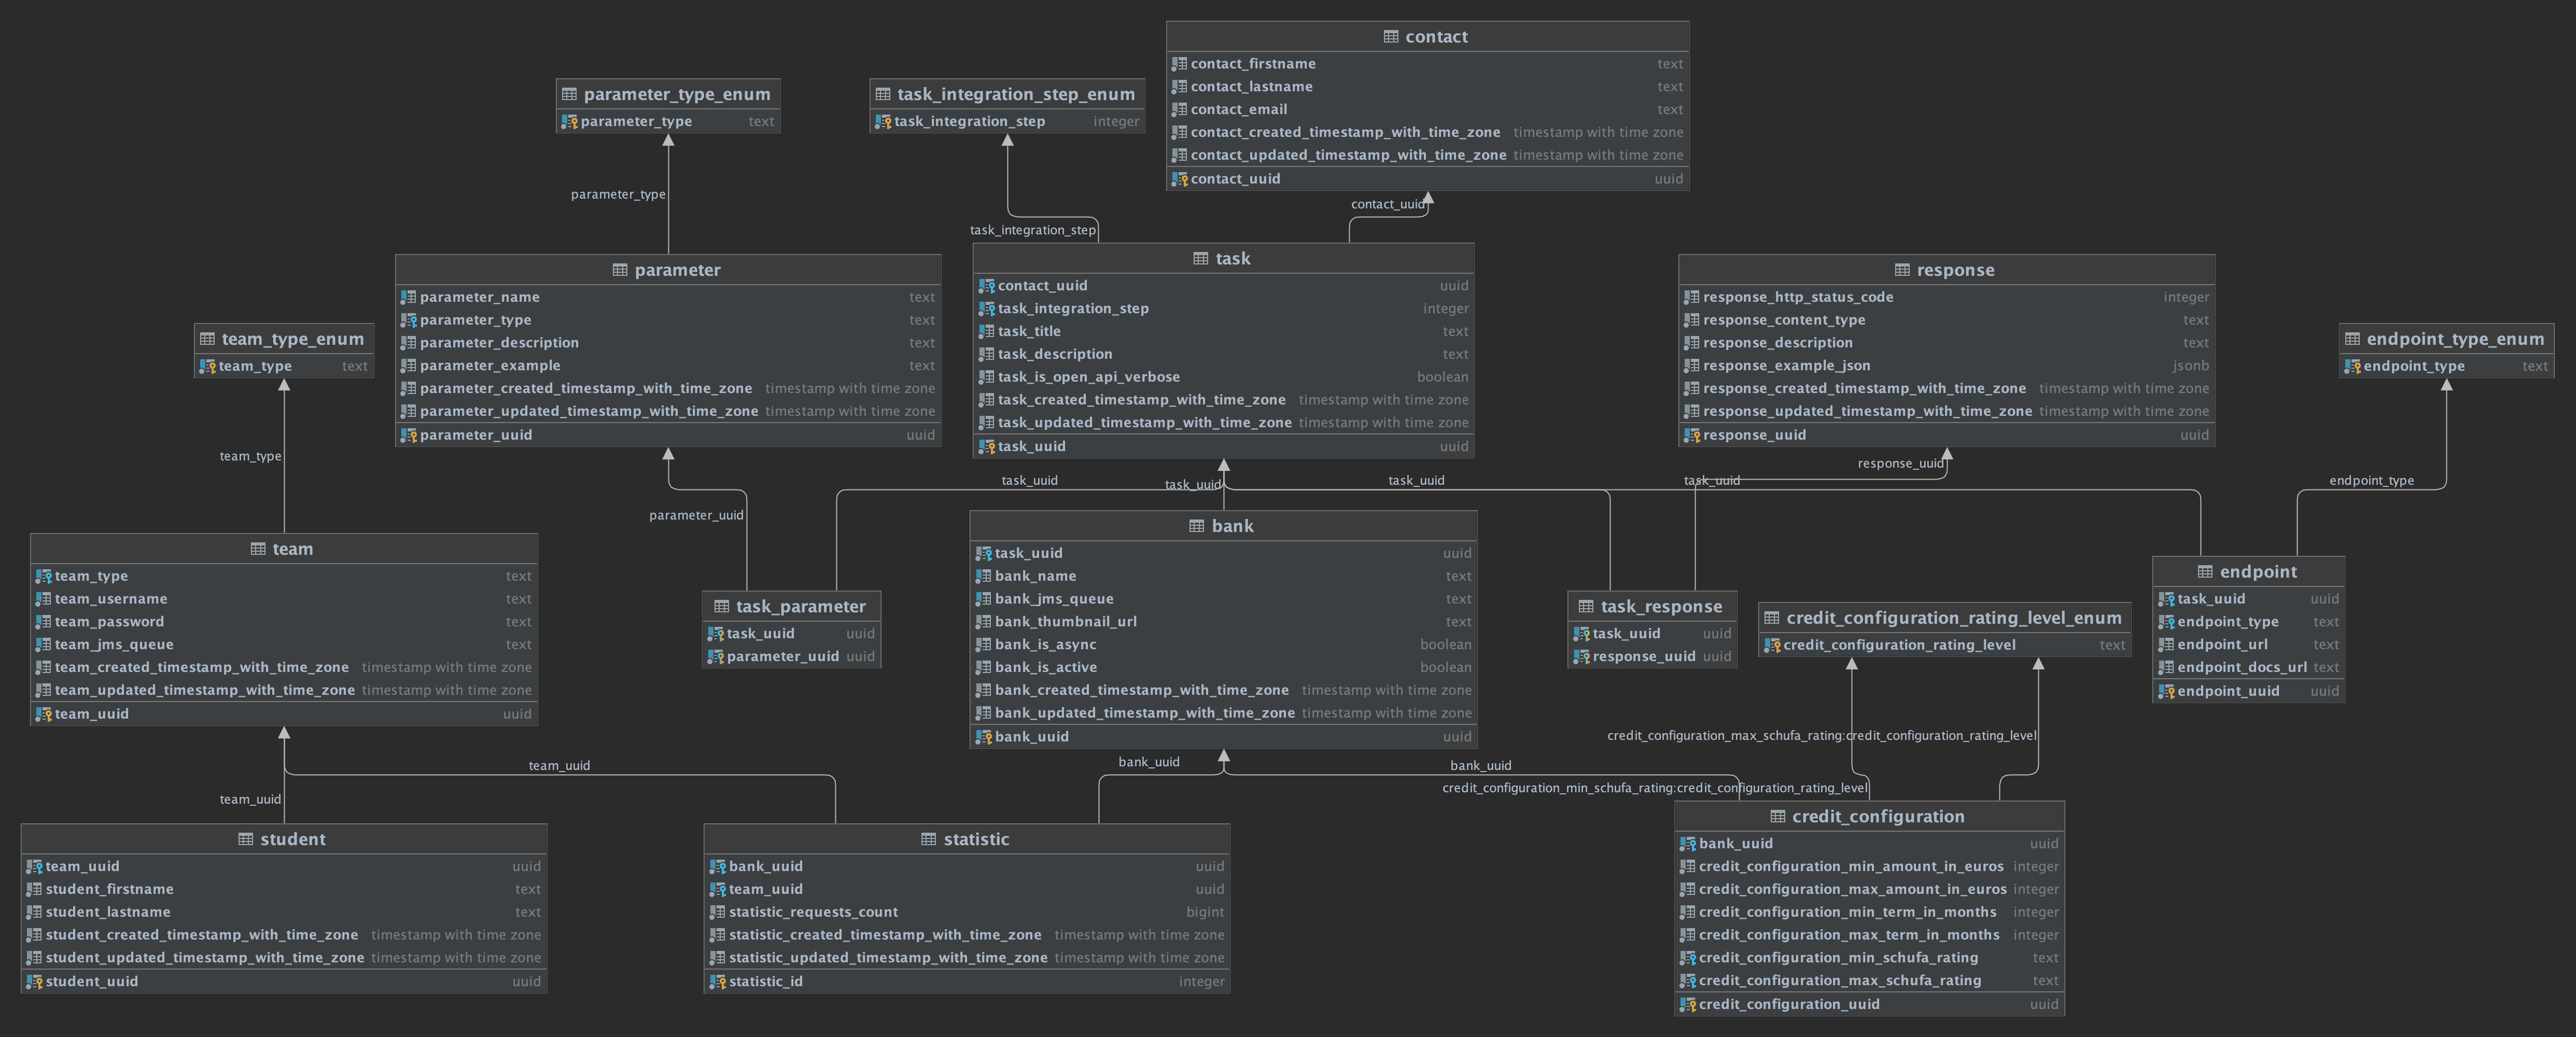 contact
contact_firstname text
contact_lastname text
contact_email text
contact_created_timestamp_with_time_zone timestamp with time zone
contact_updated_timestamp_with_time_zone timestamp with time zone
contact_uuid uuid
parameter_type_enum
parameter_type text
task_integration_step_enum
task_integration_step integer
parameter_type
contact_uuid
task_integration_step
parameter
parameter_name text
parameter_type text
parameter_description text
parameter_example text
parameter_created_timestamp_with_time_zone timestamp with time zone
parameter_updated_timestamp_with_time_zone timestamp with time zone
parameter_uuid uuid
task
contact_uuid uuid
task_integration_step integer
task_title text
task_description text
task_is_open_api_verbose boolean
task_created_timestamp_with_time_zone timestamp with time zone
task_updated_timestamp_with_time_zone timestamp with time zone
task_uuid uuid
response
response_http_status_code integer
response_content_type text
response_description text
response_example_json jsonb
response_created_timestamp_with_time_zone timestamp with time zone
response_updated_timestamp_with_time_zone timestamp with time zone
response_uuid uuid
team_type_enum
team_type text
endpoint_type_enum
endpoint_type text
team_type
response_uuid
task_uuid
task_uuid
task_uuid
task_uuid
endpoint_type
parameter_uuid
team
team_type text
team_username text
team_password text
team_jms_queue text
team_created_timestamp_with_time_zone timestamp with time zone
team_updated_timestamp_with_time_zone timestamp with time zone
team_uuid uuid
task_parameter
task_uuid uuid
parameter_uuid uuid
bank
task_uuid uuid
bank_name text
bank_jms_queue text
bank_thumbnail_url text
bank_is_async boolean
bank_is_active boolean
bank_created_timestamp_with_time_zone timestamp with time zone
bank_updated_timestamp_with_time_zone timestamp with time zone
bank_uuid uuid
task_response
task_uuid uuid
response_uuid uuid
credit_configuration_rating_level_enum
credit_configuration_rating_level text
endpoint
task_uuid uuid
endpoint_type text
endpoint_url text
endpoint_docs_url text
endpoint_uuid uuid
credit_configuration_max_schufa_rating:credit_configuration_rating_level
team_uuid
bank_uuid
bank_uuid
credit_configuration_min_schufa_rating:credit_configuration_rating_level
team_uuid
student
team_uuid uuid
student_firstname text
student_lastname text
student_created_timestamp_with_time_zone timestamp with time zone
student_updated_timestamp_with_time_zone timestamp with time zone
student_uuid uuid
statistic
bank_uuid uuid
team_uuid uuid
statistic_requests_count bigint
statistic_created_timestamp_with_time_zone timestamp with time zone
statistic_updated_timestamp_with_time_zone timestamp with time zone
statistic_id integer
credit_configuration
bank_uuid uuid
credit_configuration_min_amount_in_euros integer
credit_configuration_max_amount_in_euros integer
credit_configuration_min_term_in_months integer
credit_configuration_max_term_in_months integer
credit_configuration_min_schufa_rating text
credit_configuration_max_schufa_rating text
credit_configuration_uuid uuid